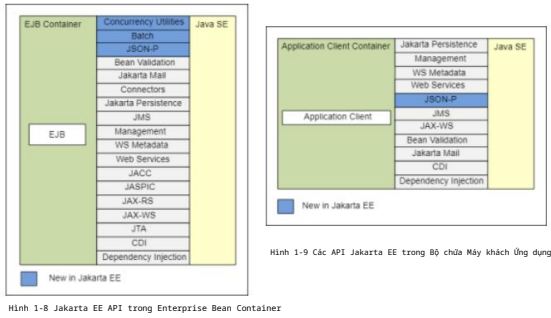 EJB Container
Concurrency Utilities
Java SE
Batch
JSON-P
Bean Validation
Jakarta Mail
Connectors
Jakarta Persistence
JMS
EJB
Management
WS Metadata
Web Services
JACC
JASPIC
JAX-RS
JAX-WS
JTA
CDI
Dependency Injection
New in Jakarta EE
Hình 1-8 Jakarta EE API trong Enterprise Bean Container
Application Client Container
Jakarta Persistence
Java SE
Management
WS Metadata
Web Services
JSON-P
Application Client
JMS
JAX-WS
Bean Validation
Jakarta Mail
CDI
Dependency Injection
New in Jakarta EE
Hình 1-9 Các API Jakarta EE trong Bộ chứa Máy khách Ứng dụng